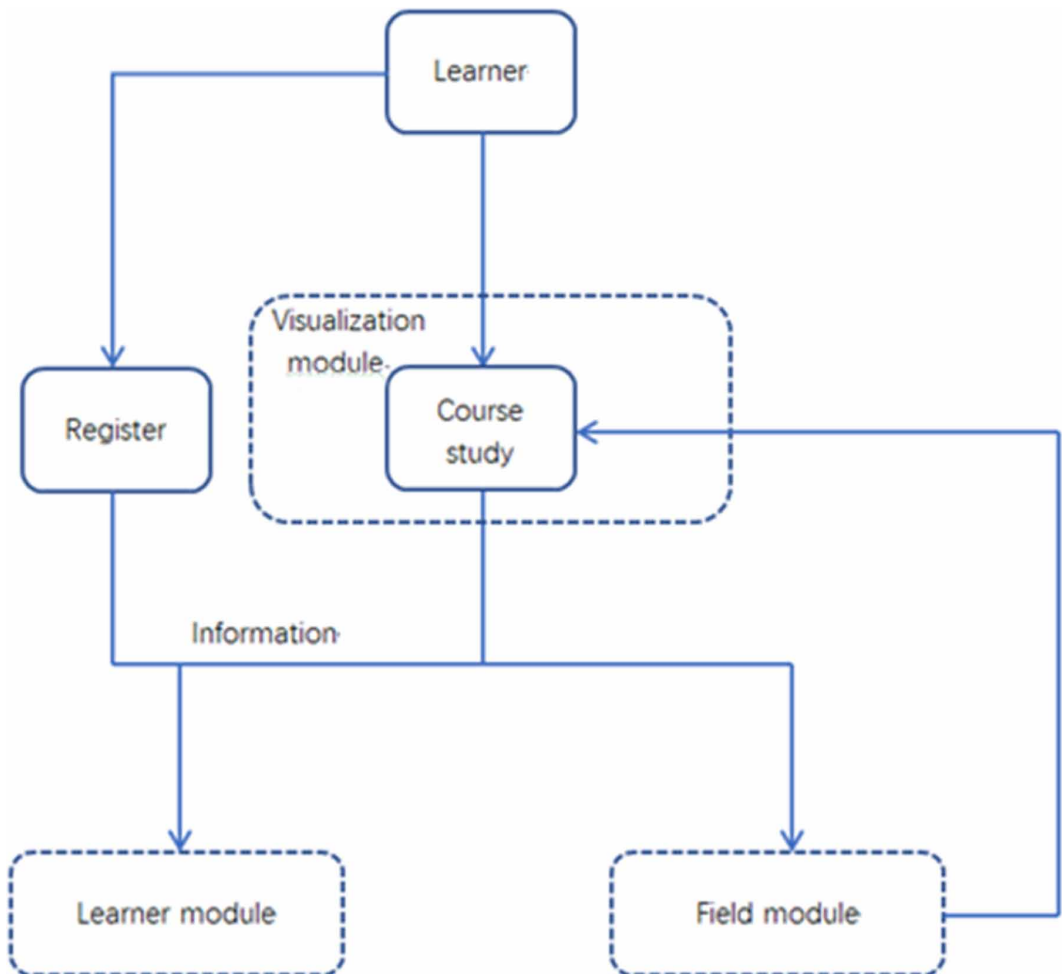 Learner
Visualization
module
Register
Course
study
Information
Learner module
Field module